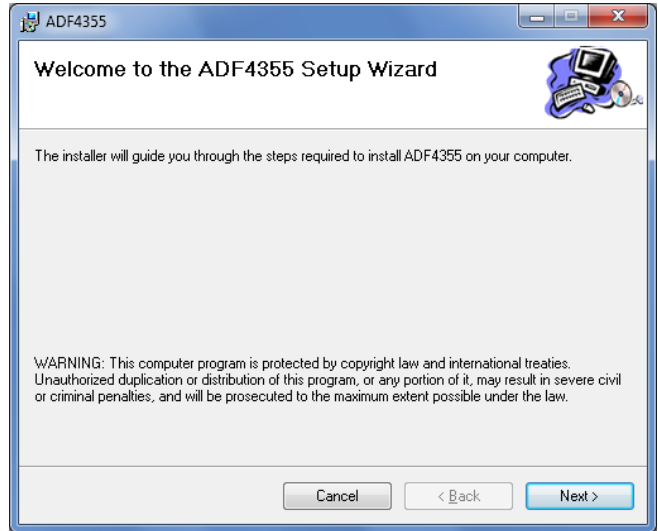 ADF4355
Welcome to the ADF4355 Setup Wizard
The installer will guide you through the steps required to install ADF4355 on your computer.
WARNING: This computer program is protected by copyright law and international treaties.
Unauthorized duplication or distribution of this program, or any portion of it, may result in severe civil
or criminal penalties, and will be prosecuted to the maximum extent possible under the law.
Cancel
< Back
Next >